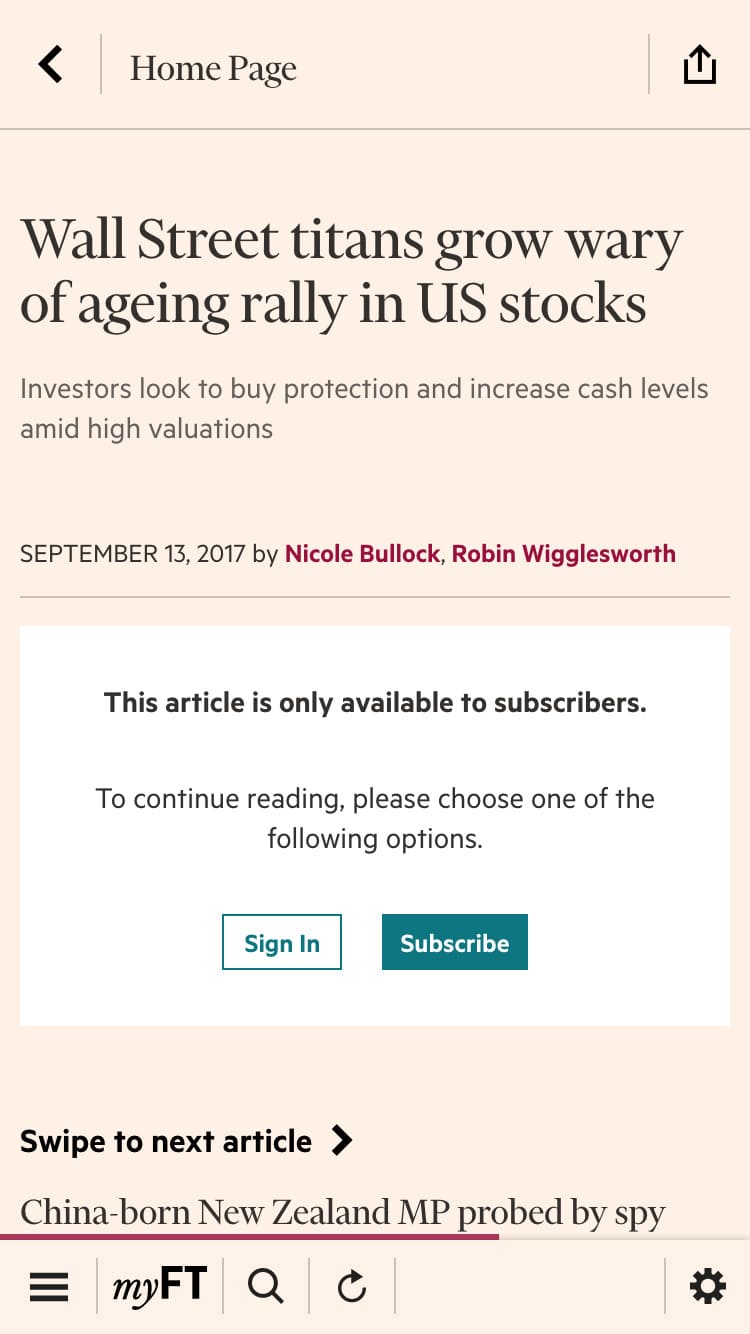 Home Page
Wall Street titans grow wary
of ageing rally in US stocks
Investors look to buy protection and increase cash levels
amid high valuations
SEPTEMBER 13, 2017 by Nicole Bullock, Robin Wigglesworth
This article is only available to subscribers.
To continue reading, please choose one of the
following options.
Sign In Subscribe
Swipe to next article
China-born New Zealand MP probed by spy
myFT